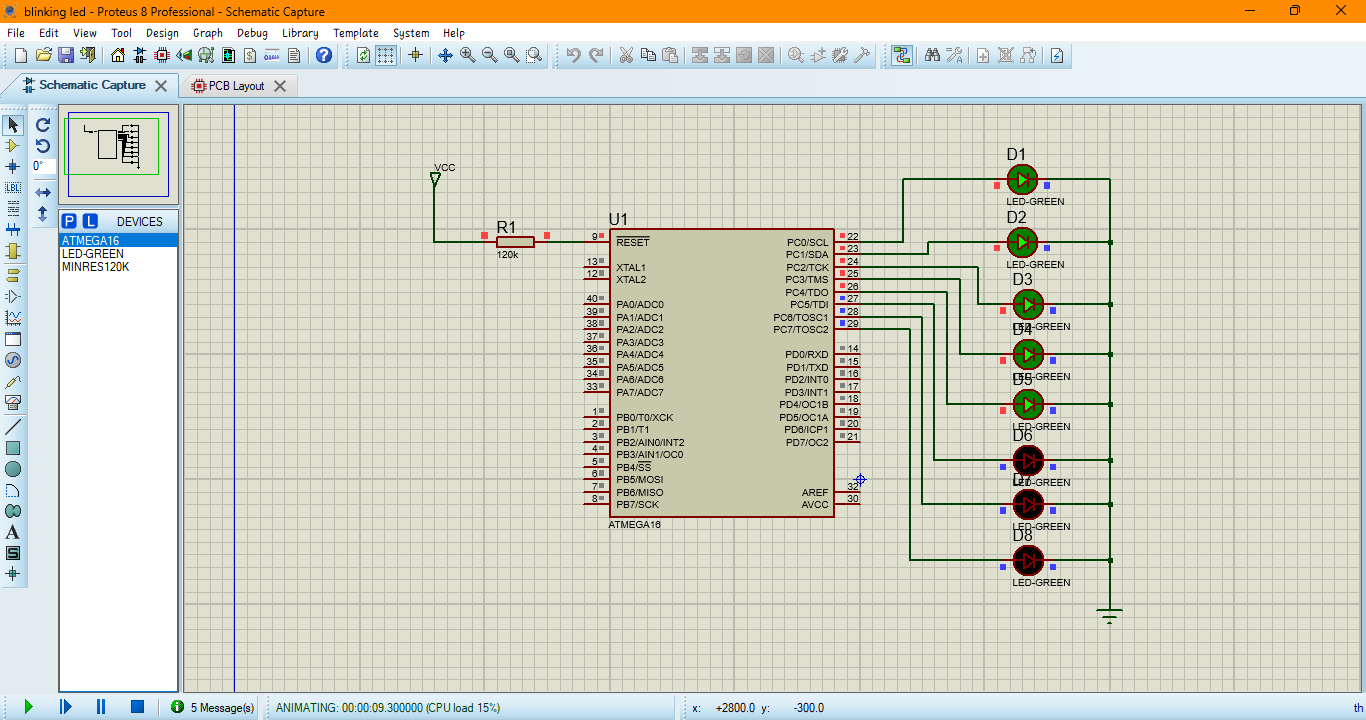 blinking led - Proteus 8 Professional - Schematic Capture
File Edit View Tool Design Graph Debug Library Template System Help
Schematic Capture
PCB Layout
0°
LBL
P L DEVICES
ATMEGA16
LED-GREEN
MINRES120K
VCC
R1
120k
U1
9 RESET
13 XTAL1
12 XTAL2
40 PA0/ADC0
39 PA1/ADC1
38 PA2/ADC2
37 PA3/ADC3
36 PA4/ADC4
35 PA5/ADC5
34 PA6/ADC6
33 PA7/ADC7
1 PB0/T0/XCK
2 PB1/T1
3 PB2/AIN0/INT2
4 PB3/AIN1/OC0
5 PB4/SS
6 PB5/MOSI
7 PB6/MISO
8 PB7/SCK
PC0/SCL 22
PC1/SDA 23
PC2/TCK 24
PC3/TMS 25
PC4/TDO 26
PC5/TDI 27
PC6/TOSC1 28
PC7/TOSC2 29
PD0/RXD 14
PD1/TXD 15
PD2/INT0 16
PD3/INT1 17
PD4/OC1B 18
PD5/OC1A 19
PD6/ICP1 20
PD7/OC2 21
AREF 32
AVCC 30
ATMEGA16
D1
LED-GREEN
D2
LED-GREEN
D3
LED-GREEN
D4
LED-GREEN
D5
LED-GREEN
D6
LED-GREEN
D7
LED-GREEN
D8
LED-GREEN
A
S
5 Message(s)
ANIMATING: 00:00:09.300000 (CPU load 15%)
x: +2800.0 y: -300.0
th